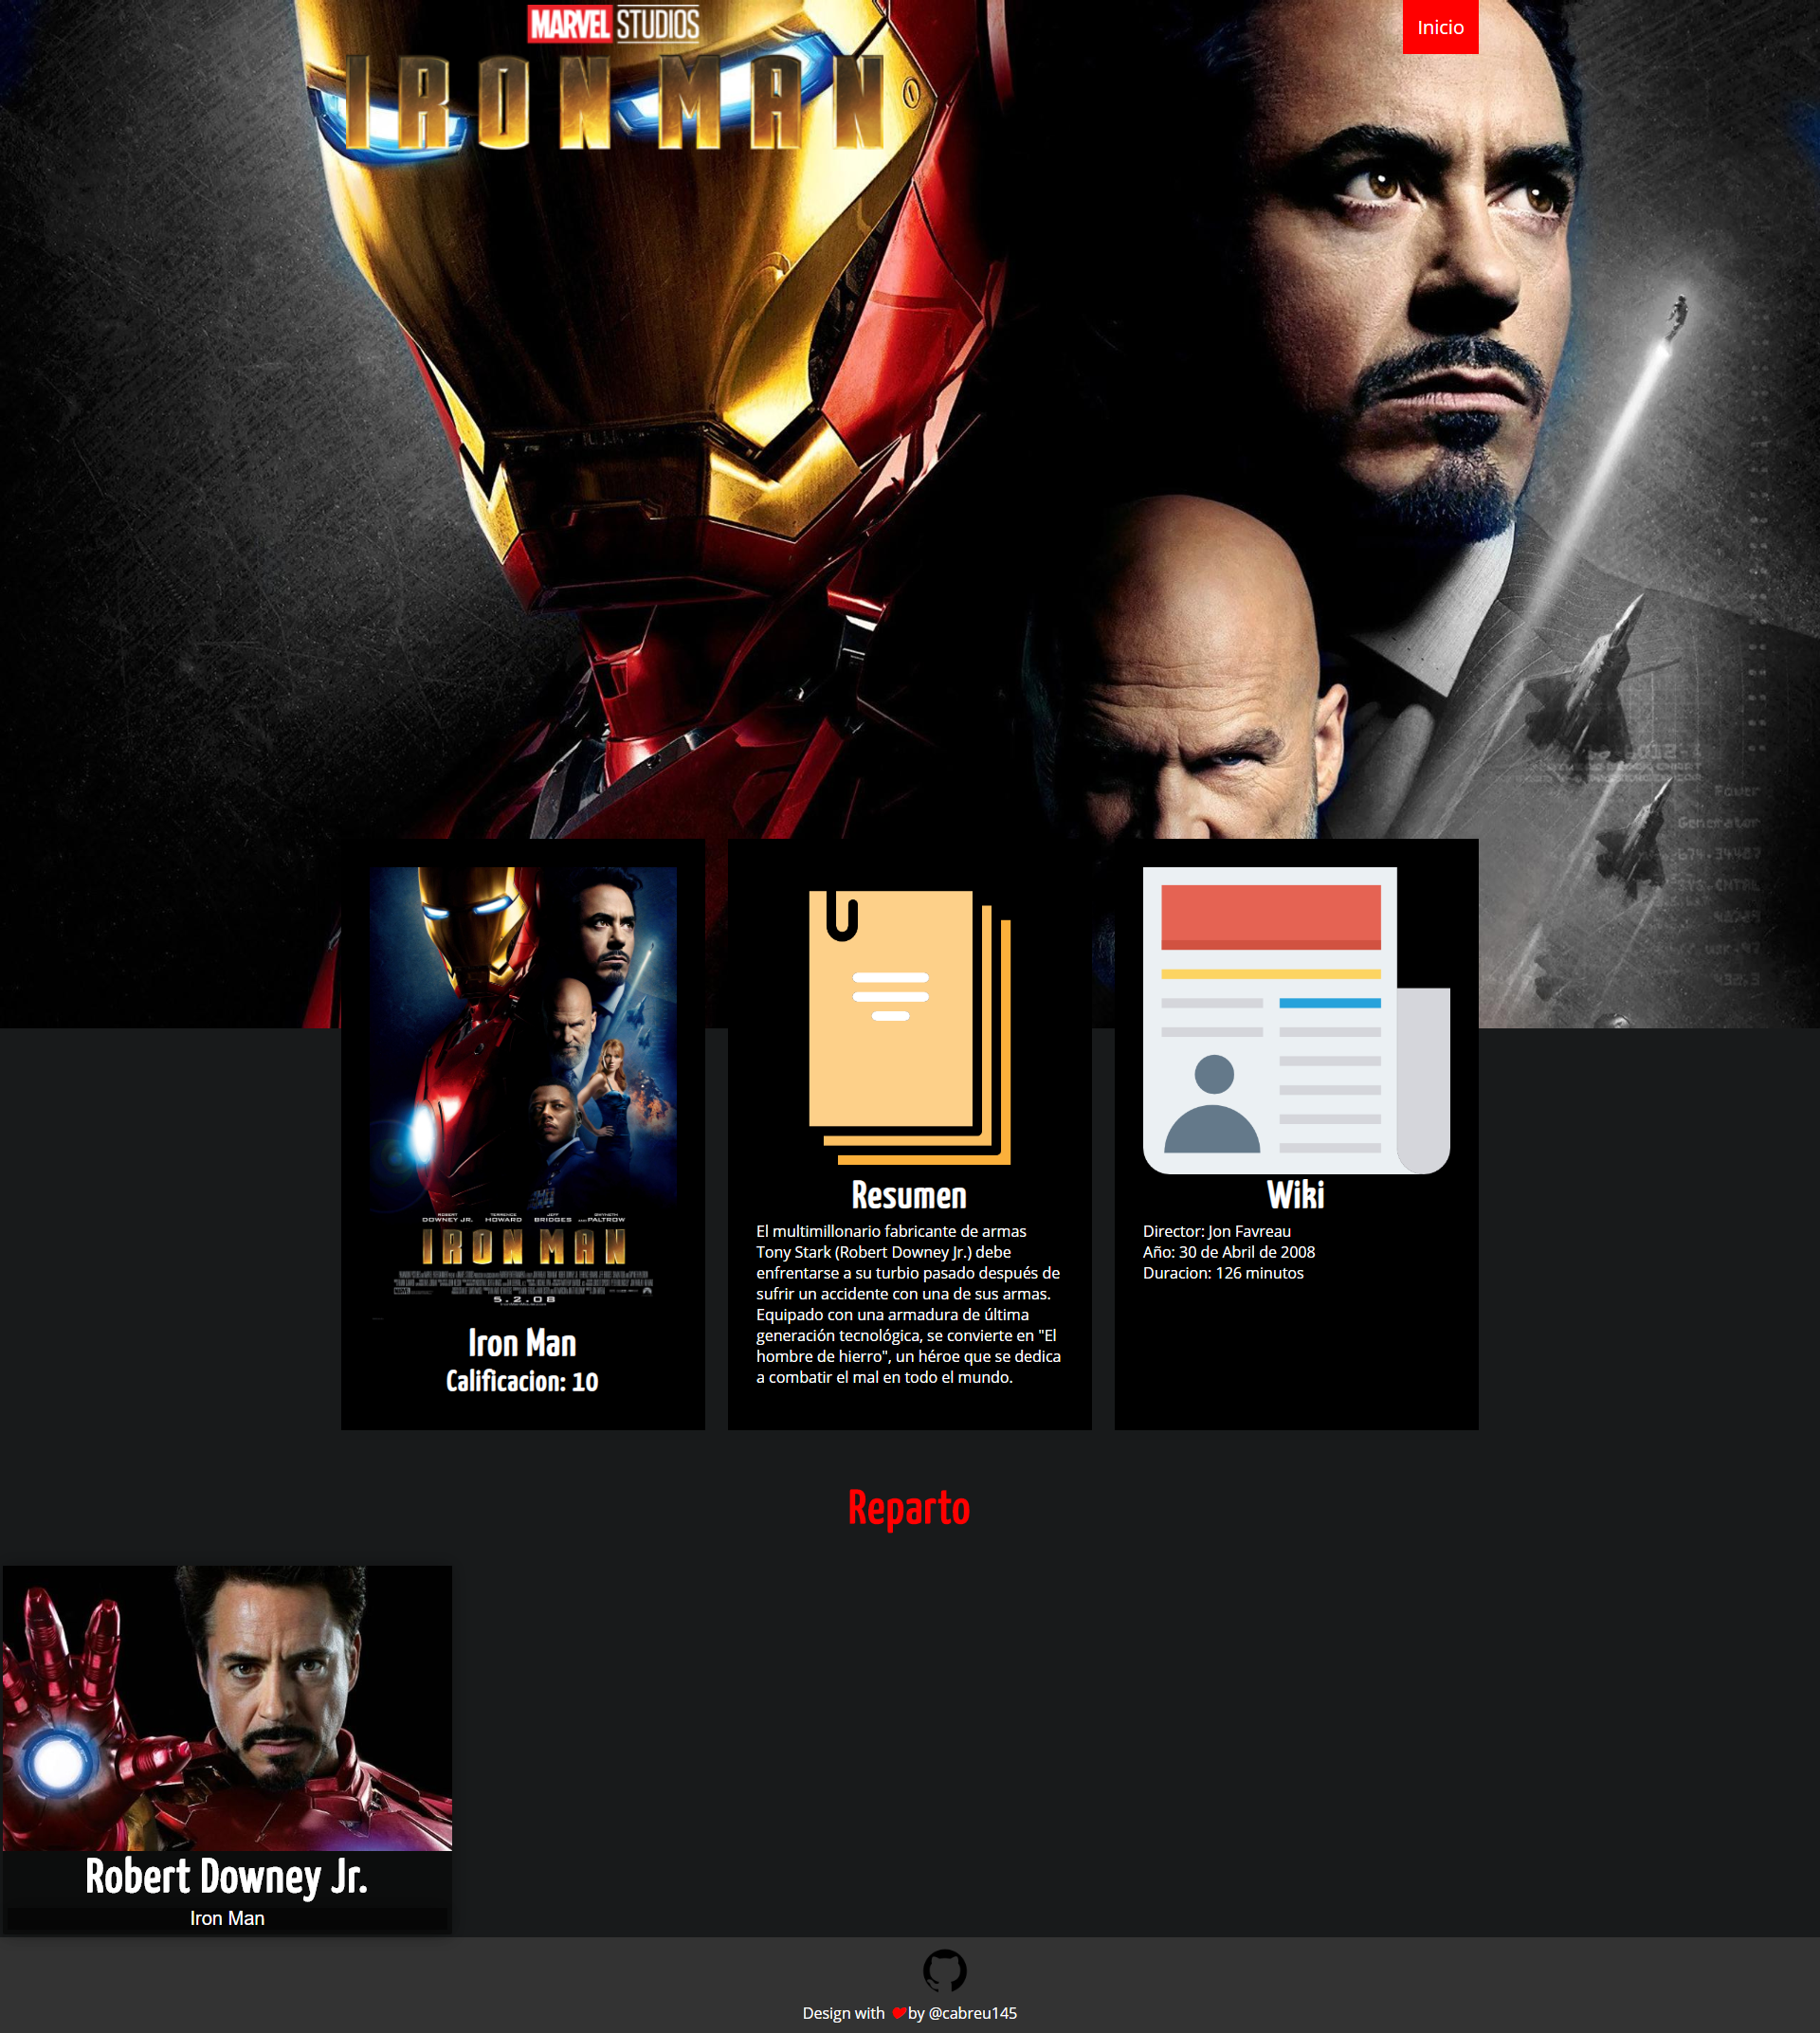 MARVEL STUDIOS
Inicio
IRON MAN
Power
Generator
ROBERT DOWNEY JR. TERRENCE HOWARD JEFF BRIDGES AND GWYNETH PALTROW
IRON MAN
5.2.08
Iron Man
Calificacion: 10
Resumen
El multimillonario fabricante de armas
Tony Stark (Robert Downey Jr.) debe
enfrentarse a su turbio pasado después de
sufrir un accidente con una de sus armas.
Equipado con una armadura de última
generación tecnológica, se convierte en "El
hombre de hierro", un héroe que se dedica
a combatir el mal en todo el mundo.
Wiki
Director: Jon Favreau
Año: 30 de Abril de 2008
Duracion: 126 minutos
Reparto
Robert Downey Jr.
Iron Man
Design with by @cabreu145